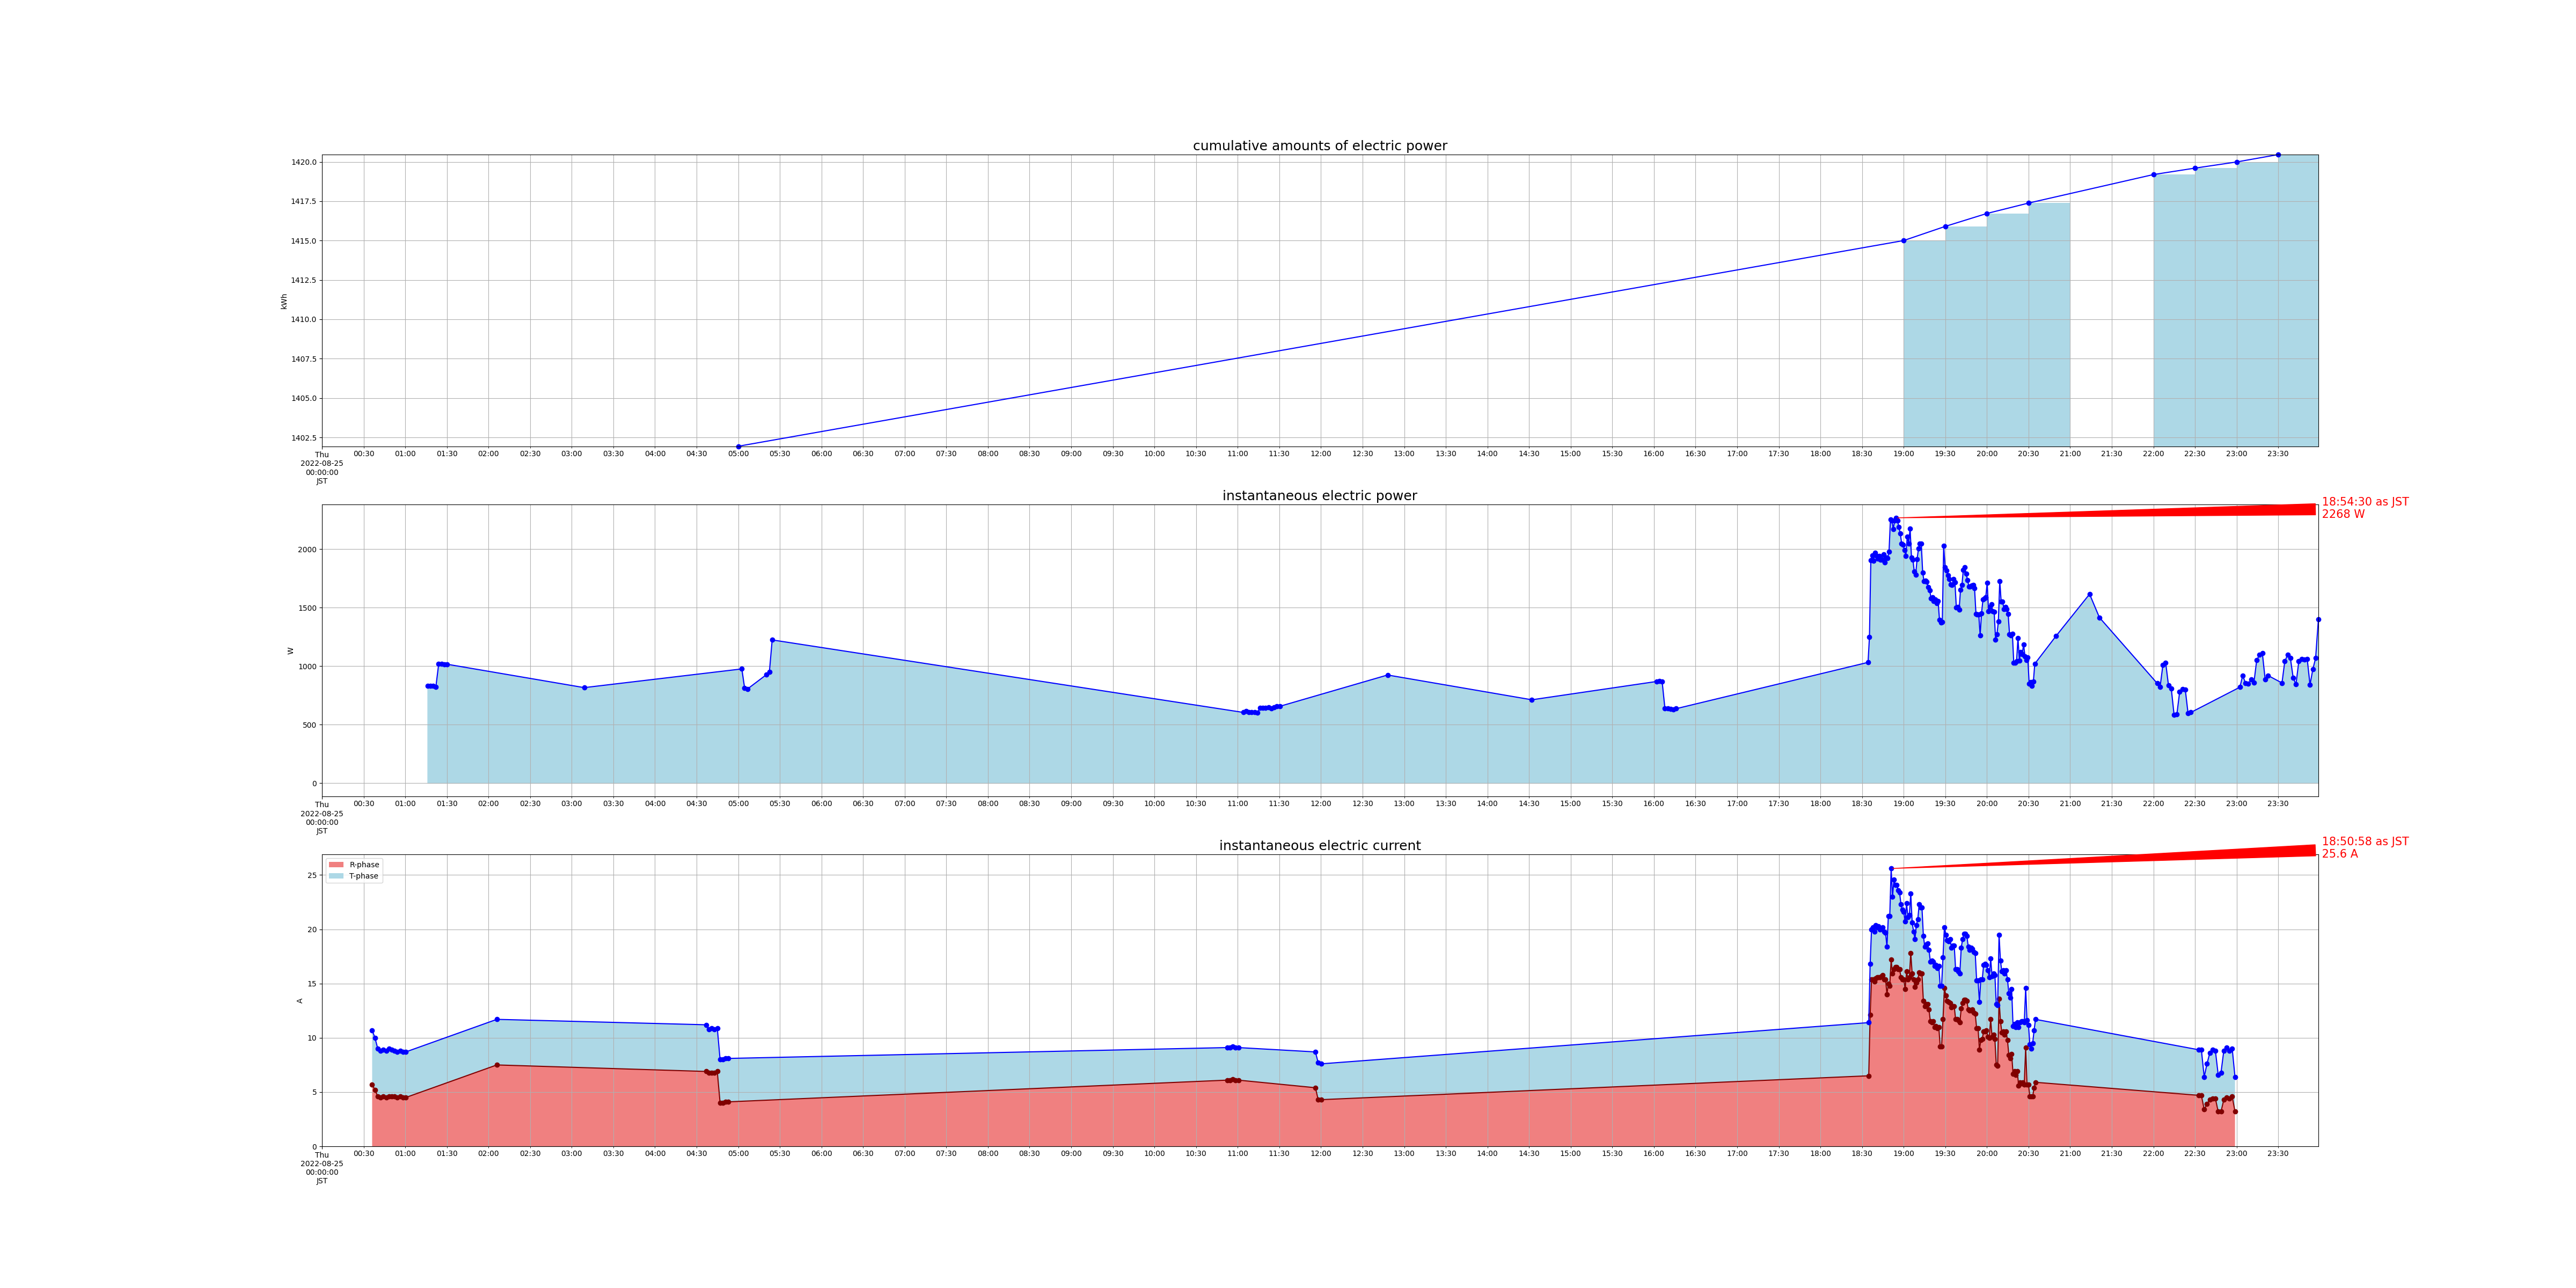 cumulative amounts of electric power
1420.0
1417.5
1415.0
1412.5
1410.0
1407.5
1405.0
1402.5
kWh
00:30 01:00 01:30 02:00 02:30 03:00 03:30 04:00 04:30 05:00 05:30 06:00 06:30 07:00 07:30 08:00 08:30 09:00 09:30 10:00 10:30 11:00 11:30 12:00 12:30 13:00 13:30 14:00 14:30 15:00 15:30 16:00 16:30 17:00 17:30 18:00 18:30 19:00 19:30 20:00 20:30 21:00 21:30 22:00 22:30 23:00 23:30
Thu
2022-08-25
00:00:00
JST
instantaneous electric power
18:54:30 as JST
2268 W
2000
1500
1000
500
0
W
00:30 01:00 01:30 02:00 02:30 03:00 03:30 04:00 04:30 05:00 05:30 06:00 06:30 07:00 07:30 08:00 08:30 09:00 09:30 10:00 10:30 11:00 11:30 12:00 12:30 13:00 13:30 14:00 14:30 15:00 15:30 16:00 16:30 17:00 17:30 18:00 18:30 19:00 19:30 20:00 20:30 21:00 21:30 22:00 22:30 23:00 23:30
Thu
2022-08-25
00:00:00
JST
instantaneous electric current
18:50:58 as JST
25.6 A
R-phase
T-phase
25
20
15
10
5
0
A
00:30 01:00 01:30 02:00 02:30 03:00 03:30 04:00 04:30 05:00 05:30 06:00 06:30 07:00 07:30 08:00 08:30 09:00 09:30 10:00 10:30 11:00 11:30 12:00 12:30 13:00 13:30 14:00 14:30 15:00 15:30 16:00 16:30 17:00 17:30 18:00 18:30 19:00 19:30 20:00 20:30 21:00 21:30 22:00 22:30 23:00 23:30
Thu
2022-08-25
00:00:00
JST